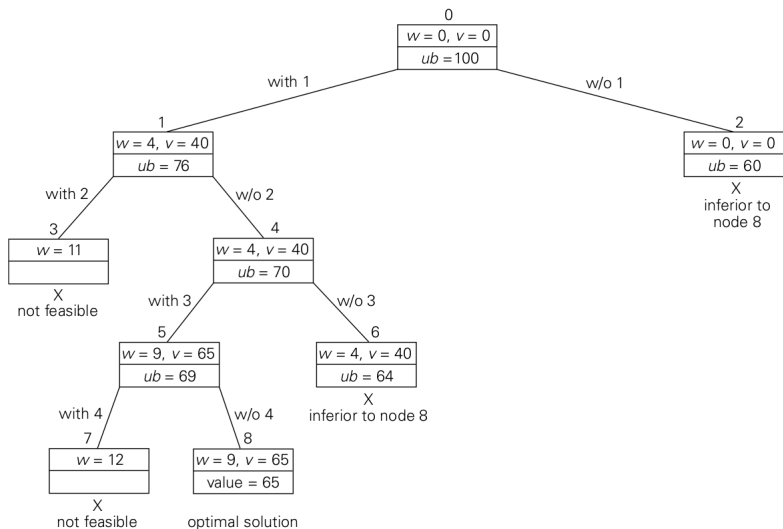 0
w = 0, v = 0
ub = 100
with 1
w/o 1
1
w = 4, v = 40
ub = 76
2
w = 0, v = 0
ub = 60
X
inferior to
node 8
with 2
w/o 2
3
w = 11
X
not feasible
4
w = 4, v = 40
ub = 70
with 3
w/o 3
5
w = 9, v = 65
ub = 69
6
w = 4, v = 40
ub = 64
X
inferior to node 8
with 4
w/o 4
7
w = 12
X
not feasible
8
w = 9, v = 65
value = 65
optimal solution